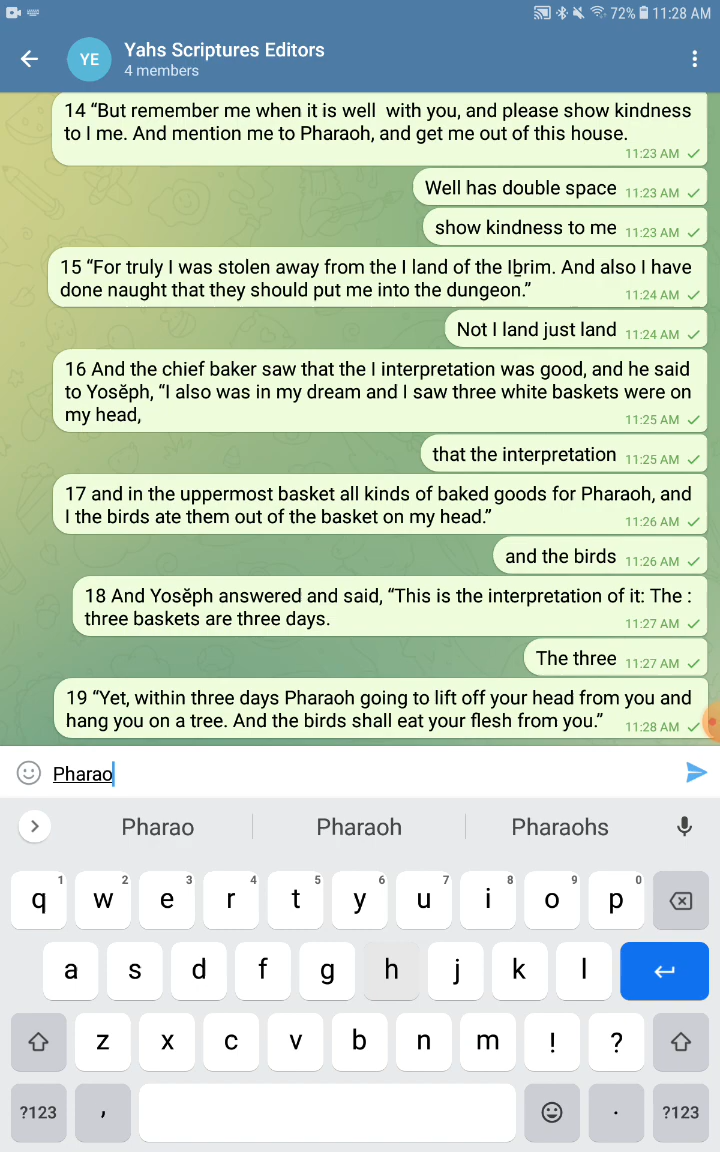 72% 11:28 AM
YE Yahs Scriptures Editors
4 members
14 “But remember me when it is well  with you, and please show kindness
to I me. And mention me to Pharaoh, and get me out of this house.
11:23 AM
Well has double space 11:23 AM
show kindness to me 11:23 AM
15 “For truly I was stolen away from the I land of the Iḇrim. And also I have
done naught that they should put me into the dungeon.”
11:24 AM
Not I land just land 11:24 AM
16 And the chief baker saw that the I interpretation was good, and he said
to Yosĕph, “I also was in my dream and I saw three white baskets were on
my head,
11:25 AM
that the interpretation 11:25 AM
17 and in the uppermost basket all kinds of baked goods for Pharaoh, and
I the birds ate them out of the basket on my head.”
11:26 AM
and the birds 11:26 AM
18 And Yosĕph answered and said, “This is the interpretation of it: The :
three baskets are three days.
11:27 AM
The three 11:27 AM
19 “Yet, within three days Pharaoh going to lift off your head from you and
hang you on a tree. And the birds shall eat your flesh from you.” 11:28 AM
Pharao
Pharao Pharaoh Pharaohs
1 2 3 4 5 6 7 8 9 0
q w e r t y u i o p
a s d f g h j k l
z x c v b n m ! ?
?123 , . ?123